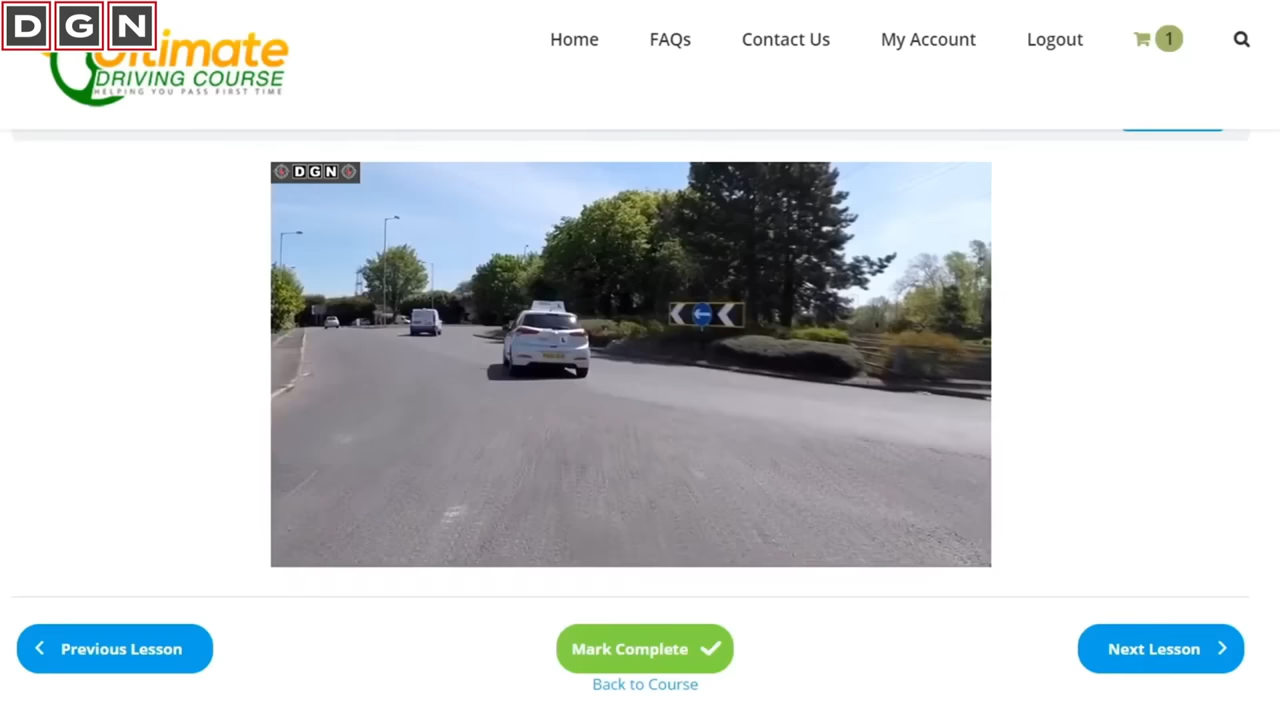 DGN
Ultimate
DRIVING COURSE
HELPING YOU PASS FIRST TIME
Home
FAQs
Contact Us
My Account
Logout
1
DGN
L
Previous Lesson
Mark Complete
Next Lesson
Back to Course